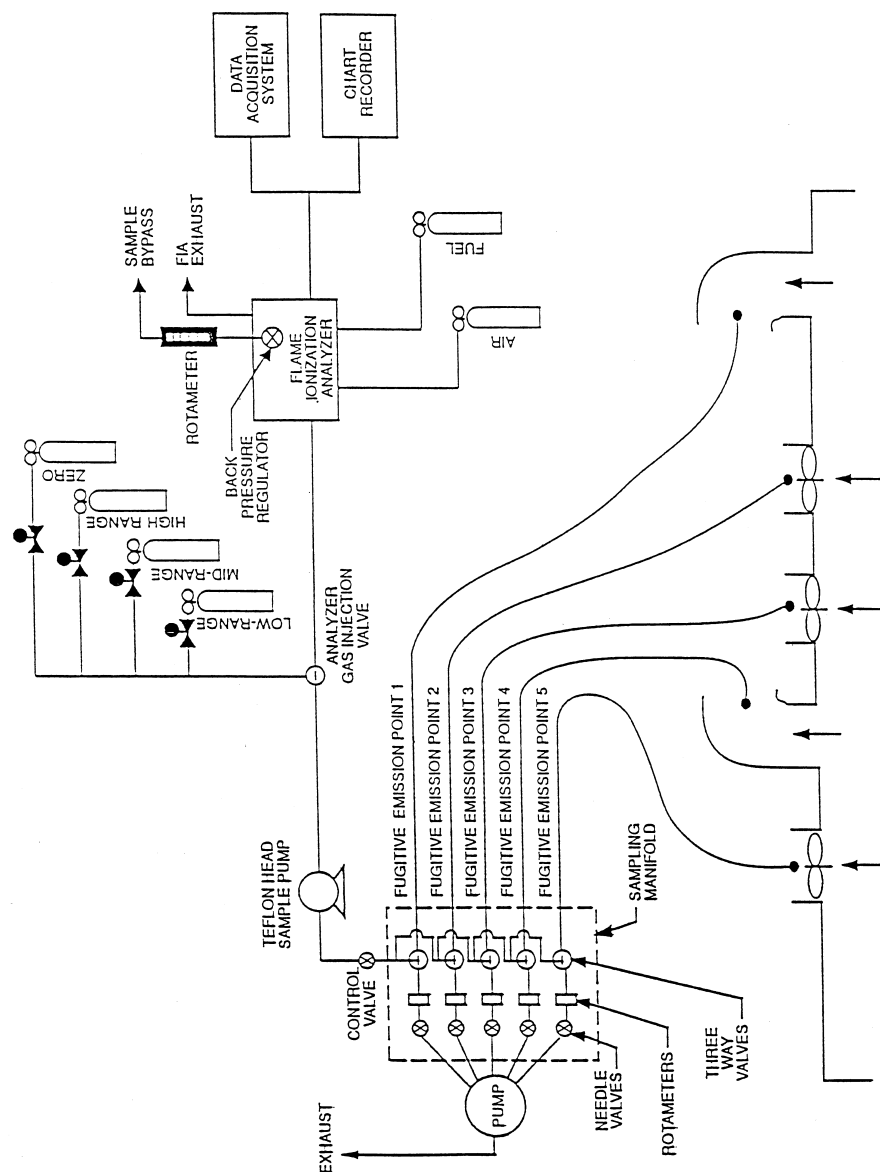 DATA
ACQUISITION
SYSTEM
CHART
RECORDER
SAMPLE
BYPASS
FIA
EXHAUST
ROTAMETER
FLAME
IONIZATION
ANALYZER
FUEL
AIR
BACK
PRESSURE
REGULATOR
ZERO
HIGH RANGE
MID-RANGE
LOW-RANGE
ANALYZER
GAS INJECTION
VALVE
TEFLON HEAD
SAMPLE PUMP
CONTROL
VALVE
FUGITIVE EMISSION POINT 1
FUGITIVE EMISSION POINT 2
FUGITIVE EMISSION POINT 3
FUGITIVE EMISSION POINT 4
FUGITIVE EMISSION POINT 5
SAMPLING
MANIFOLD
THREE
WAY
VALVES
ROTAMETERS
NEEDLE
VALVES
PUMP
EXHAUST